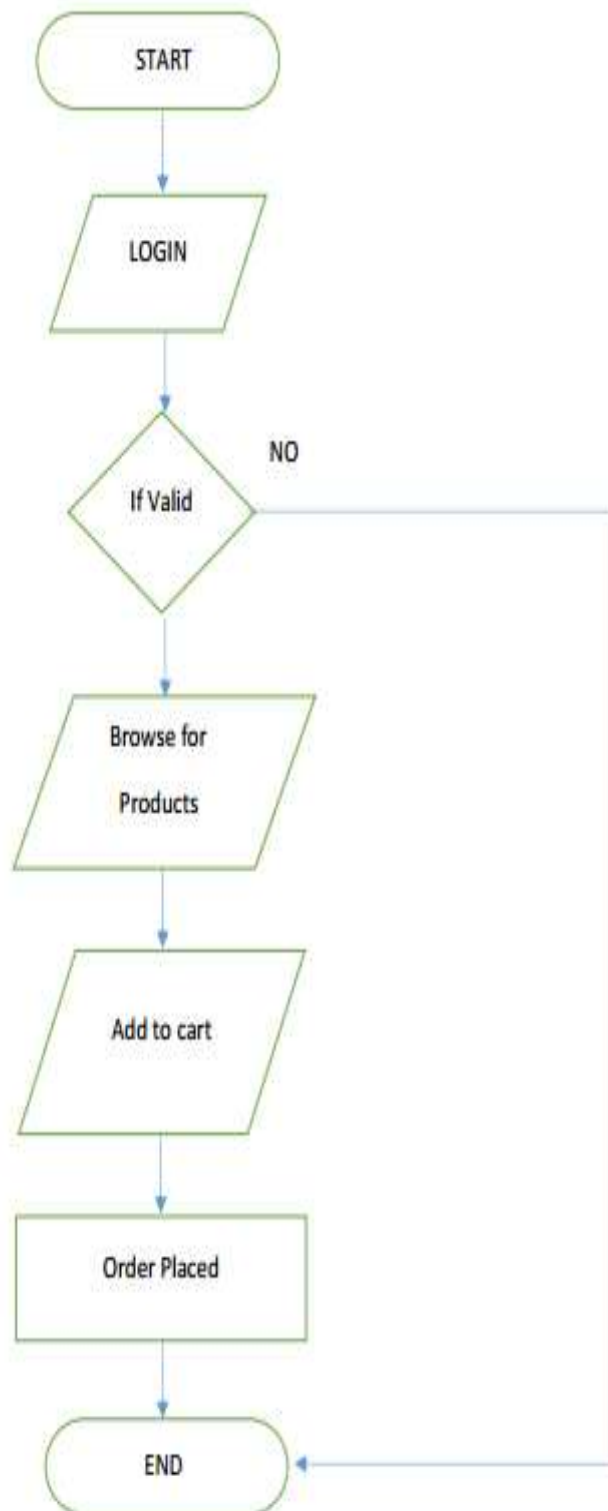 START
LOGIN
NO
If Valid
Browse for
Products
Add to cart
Order Placed
END